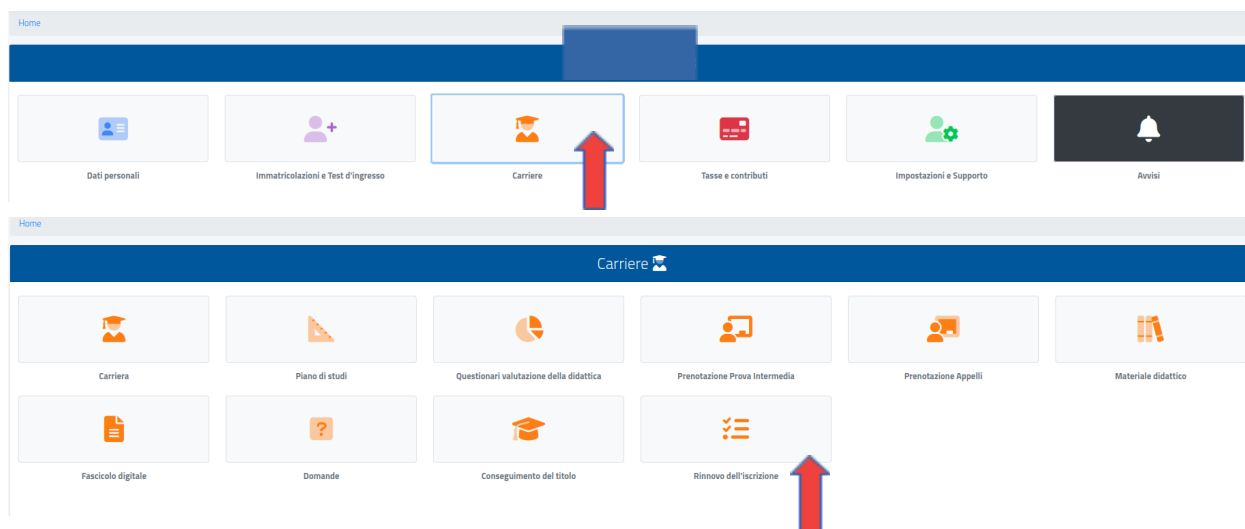 Home
Dati personali
Immatricolazioni e Test d'ingresso
Carriere
Tasse e contributi
Impostazioni e Supporto
Avvisi
Home
Carriere
Carriera
Piano di studi
Questionari valutazione della didattica
Prenotazione Prova Intermedia
Prenotazione Appelli
Materiale didattico
?
Fascicolo digitale
Domande
Conseguimento del titolo
Rinnovo dell'iscrizione